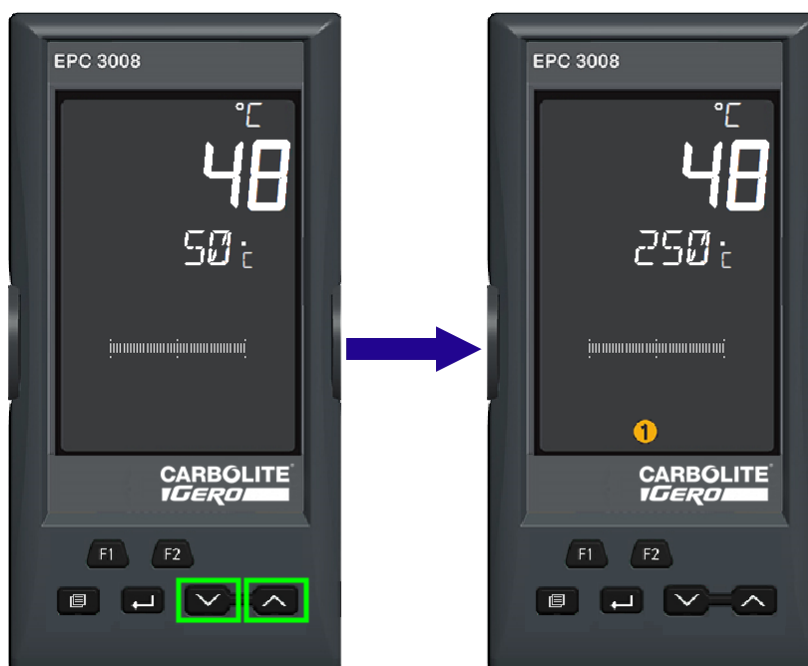 EPC 3008
°C
48
50 °C
CARBOLITE
GERO
F1 F2
EPC 3008
°C
48
250 °C
1
CARBOLITE
GERO
F1 F2